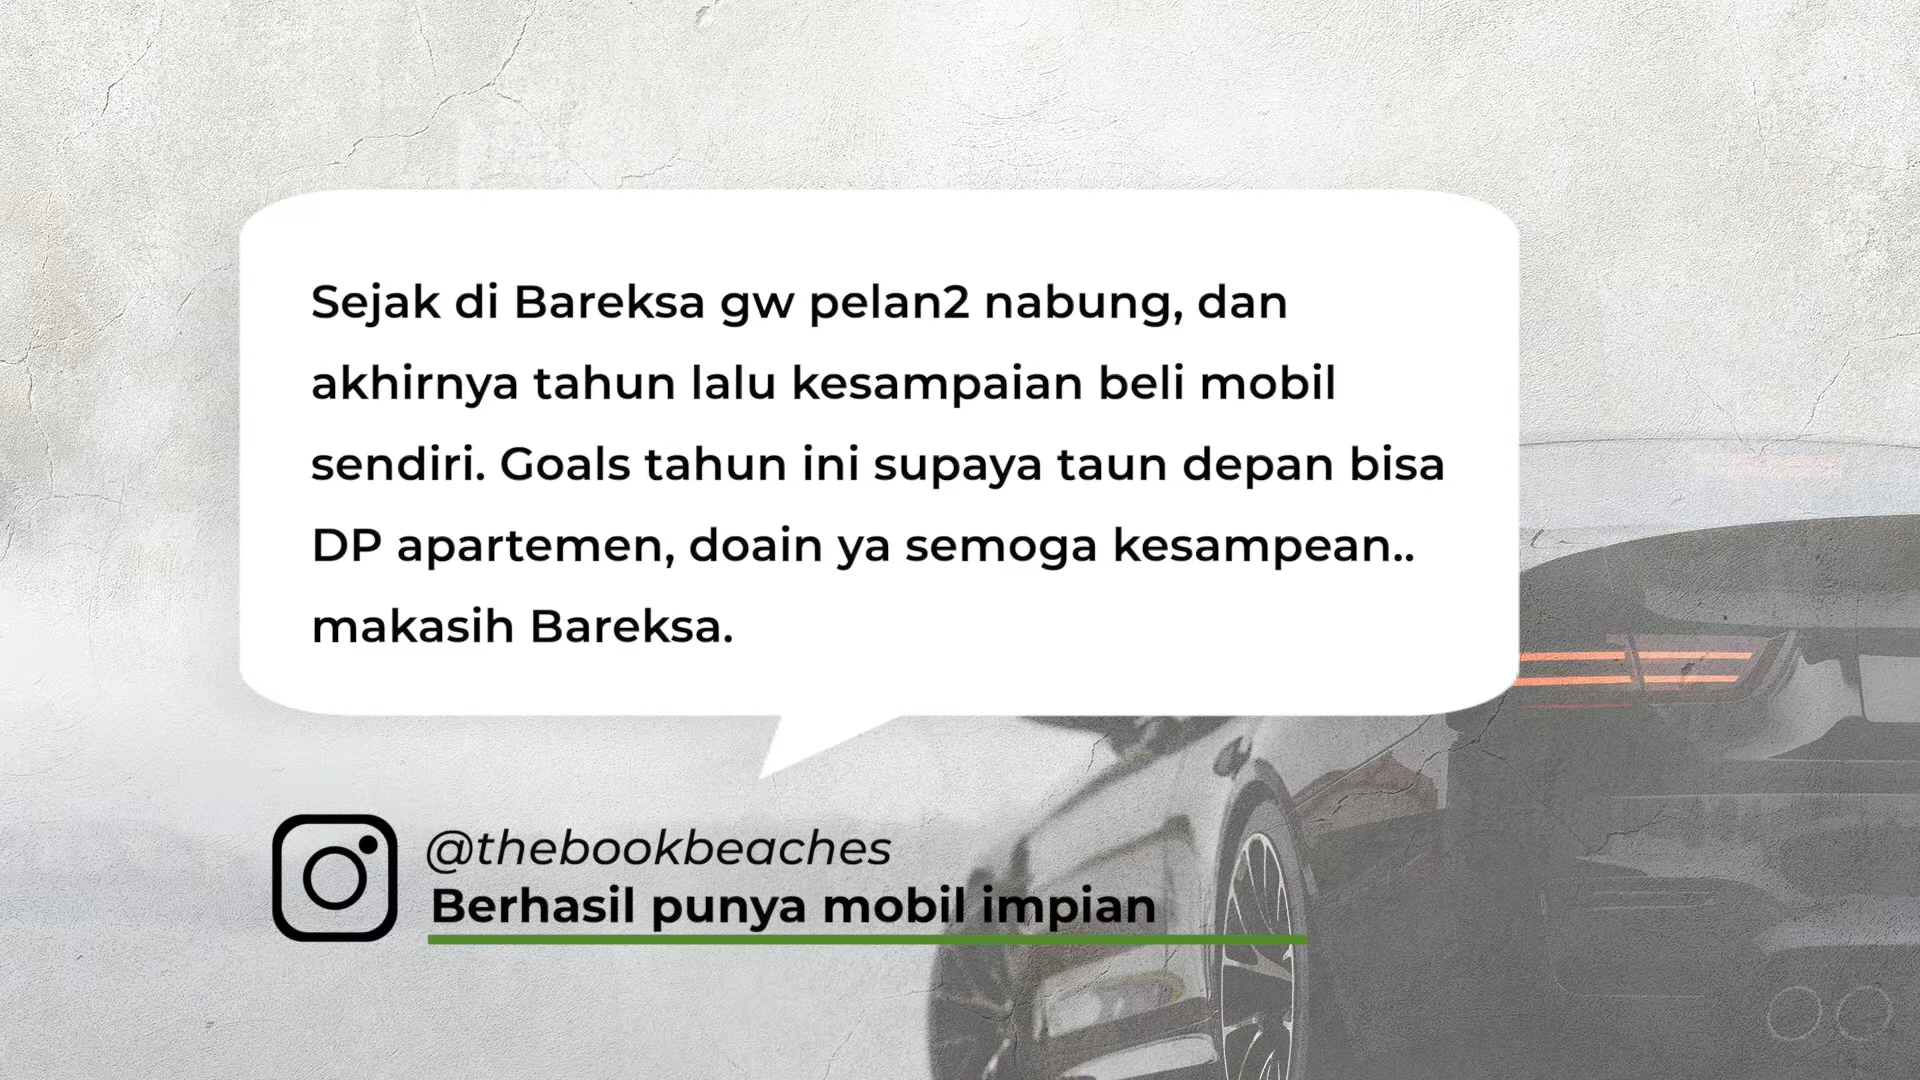 Sejak di Bareksa gw pelan2 nabung, dan
akhirnya tahun lalu kesampaian beli mobil
sendiri. Goals tahun ini supaya taun depan bisa
DP apartemen, doain ya semoga kesampean..
makasih Bareksa.
@thebookbeaches
Berhasil punya mobil impian